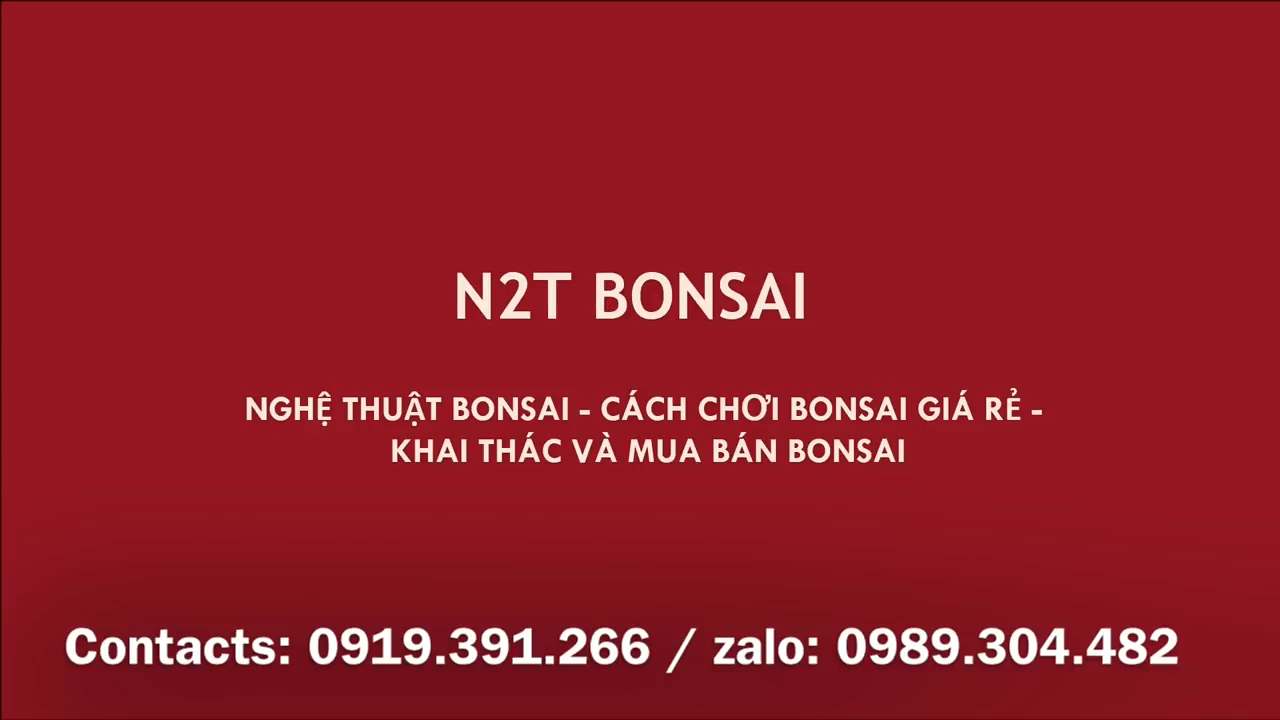 N2T BONSAI
NGHỆ THUẬT BONSAI - CÁCH CHƠI BONSAI GIÁ RẺ -
KHAI THÁC VÀ MUA BÁN BONSAI
Contacts: 0919.391.266 / zalo: 0989.304.482